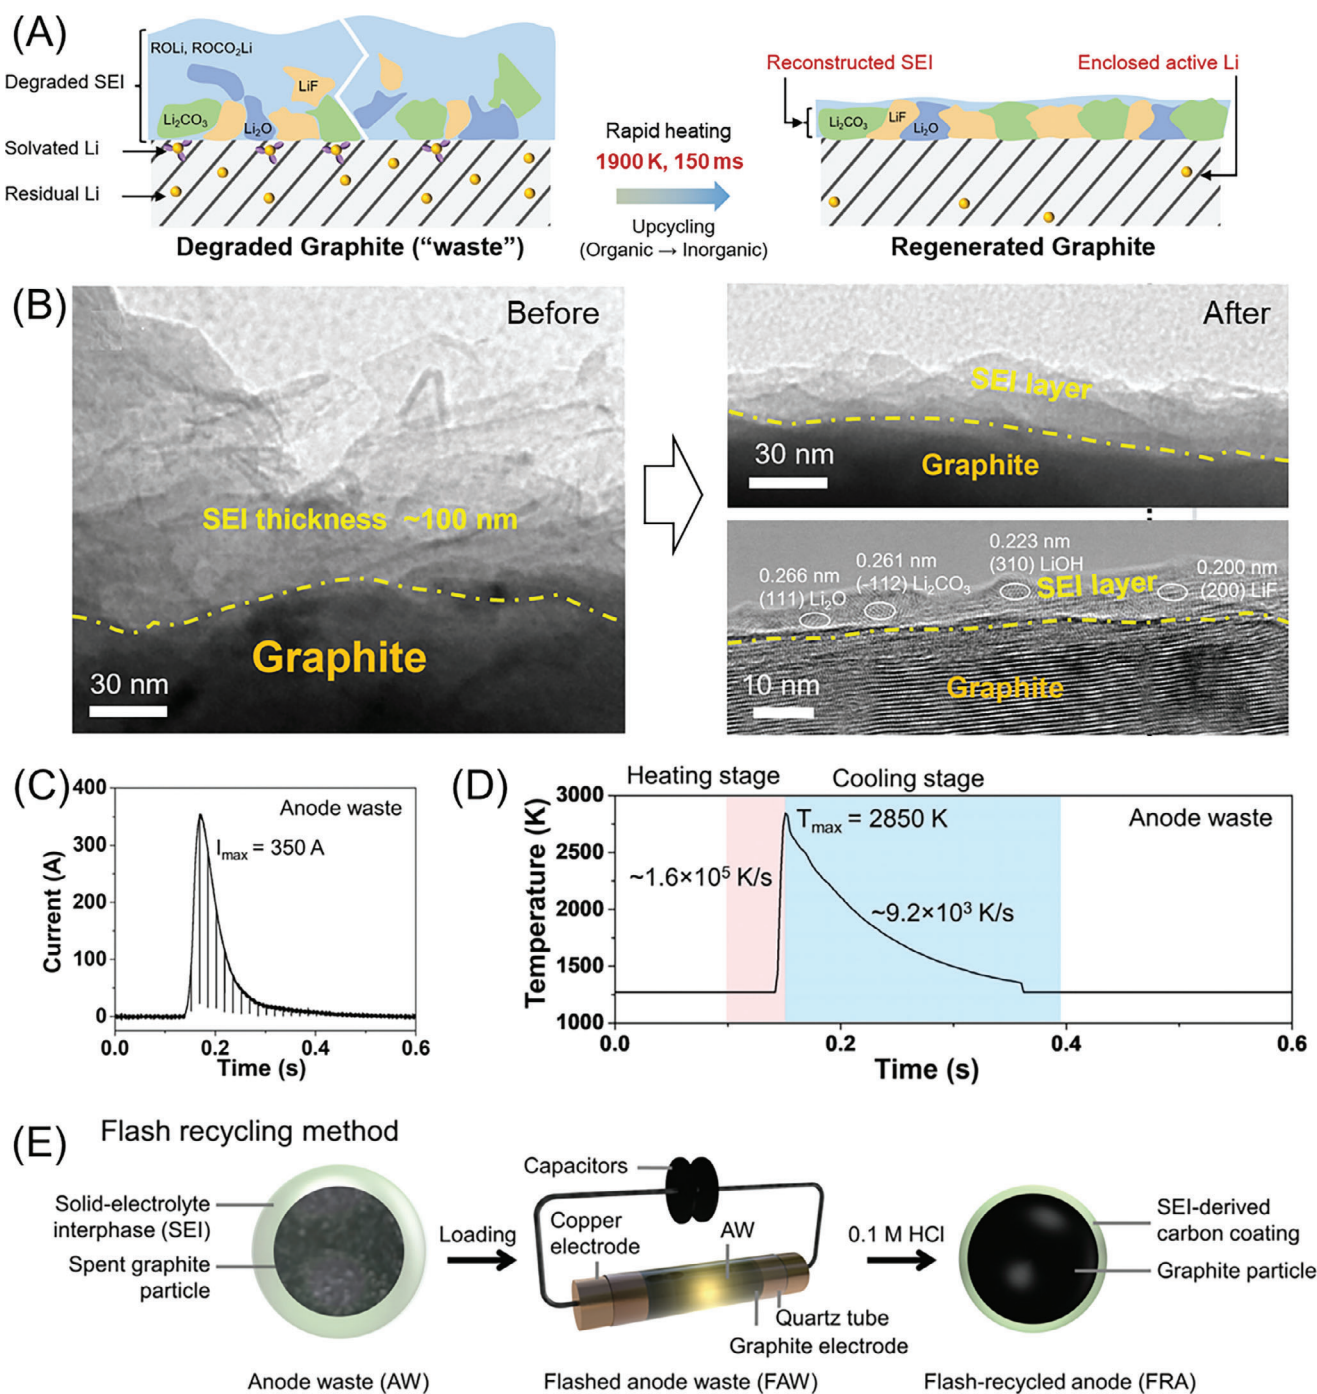 (A)
ROLi, ROCO₂Li
Degraded SEI
LiF
Li₂CO₃
Li₂O
Solvated Li
Residual Li
Degraded Graphite (“waste”)
Rapid heating
1900 K, 150 ms
Upcycling
(Organic → Inorganic)
Reconstructed SEI
Enclosed active Li
Li₂CO₃
LiF
Li₂O
Regenerated Graphite
(B)
Before
SEI thickness ~100 nm
Graphite
30 nm
After
SEI layer
Graphite
30 nm
0.266 nm
(111) Li₂O
0.261 nm
(-112) Li₂CO₃
0.223 nm
(310) LiOH
0.200 nm
(200) LiF
SEI layer
Graphite
10 nm
(C)
Anode waste
Iₘₐₓ = 350 A
Current (A)
400
300
200
100
0
0.0 0.2 0.4 0.6
Time (s)
(D)
Heating stage
Cooling stage
Tₘₐₓ = 2850 K
Anode waste
~1.6×10⁵ K/s
~9.2×10³ K/s
Temperature (K)
3000
2500
2000
1500
1000
0.0 0.2 0.4 0.6
Time (s)
(E)
Flash recycling method
Solid-electrolyte
interphase (SEI)
Spent graphite
particle
Anode waste (AW)
Loading
Capacitors
Copper
electrode
AW
Quartz tube
Graphite electrode
Flashed anode waste (FAW)
0.1 M HCl
SEI-derived
carbon coating
Graphite particle
Flash-recycled anode (FRA)